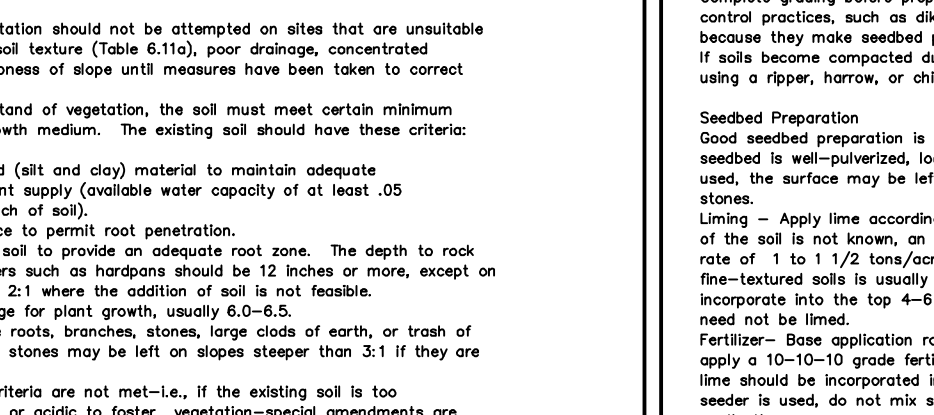 tation should not be attempted on sites that are unsuitable
soil texture (Table 6.11a), poor drainage, concentrated
pness of slope until measures have been taken to correct
tand of vegetation, the soil must meet certain minimum
wth medium. The existing soil should have these criteria:
d (silt and clay) material to maintain adequate
nt supply (available water capacity of at least .05
ch of soil).
ce to permit root penetration.
soil to provide an adequate root zone. The depth to rock
ers such as hardpans should be 12 inches or more, except on
2:1 where the addition of soil is not feasible.
ge for plant growth, usually 6.0–6.5.
e roots, branches, stones, large clods of earth, or trash of
stones may be left on slopes steeper than 3:1 if they are
riteria are not met–i.e., if the existing soil is too
or acidic to foster vegetation–special amendments are
control practices, such as dik
because they make seedbed p
If soils become compacted du
using a ripper, harrow, or chi
Seedbed Preparation
Good seedbed preparation is
seedbed is well–pulverized, loo
used, the surface may be lef
stones.
Liming – Apply lime accordin
of the soil is not known, an
rate of 1 to 1 1/2 tons/acr
fine–textured soils is usually
incorporate into the top 4–6
need not be limed.
Fertilizer– Base application ra
apply a 10–10–10 grade ferti
lime should be incorporated i
seeder is used, do not mix s